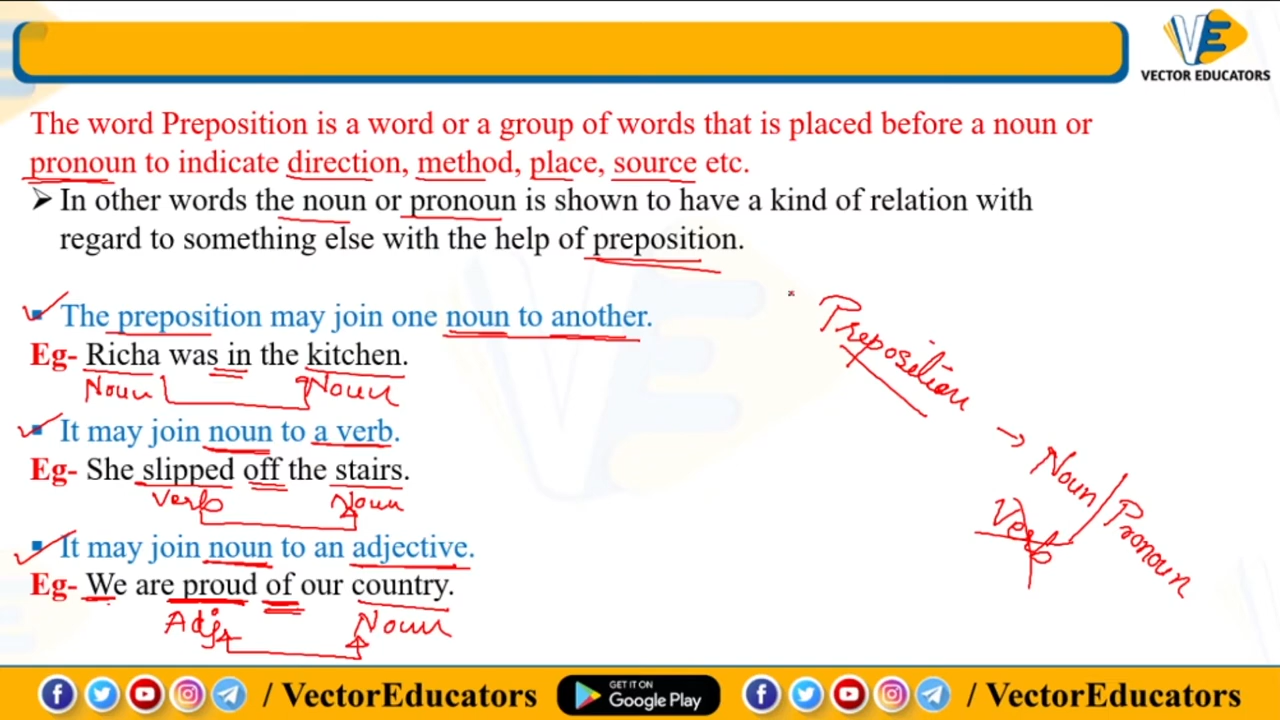 VE
VECTOR EDUCATORS
The word Preposition is a word or a group of words that is placed before a noun or
pronoun to indicate direction, method, place, source etc.
➤ In other words the noun or pronoun is shown to have a kind of relation with
regard to something else with the help of preposition.
▪ The preposition may join one noun to another.
Eg- Richa was in the kitchen.
Noun Noun
▪ It may join noun to a verb.
Eg- She slipped off the stairs.
Verb Noun
▪ It may join noun to an adjective.
Eg- We are proud of our country.
Adj Noun
Preposition
→ Noun/Pronoun
Verb
/ VectorEducators GET IT ON Google Play / VectorEducators